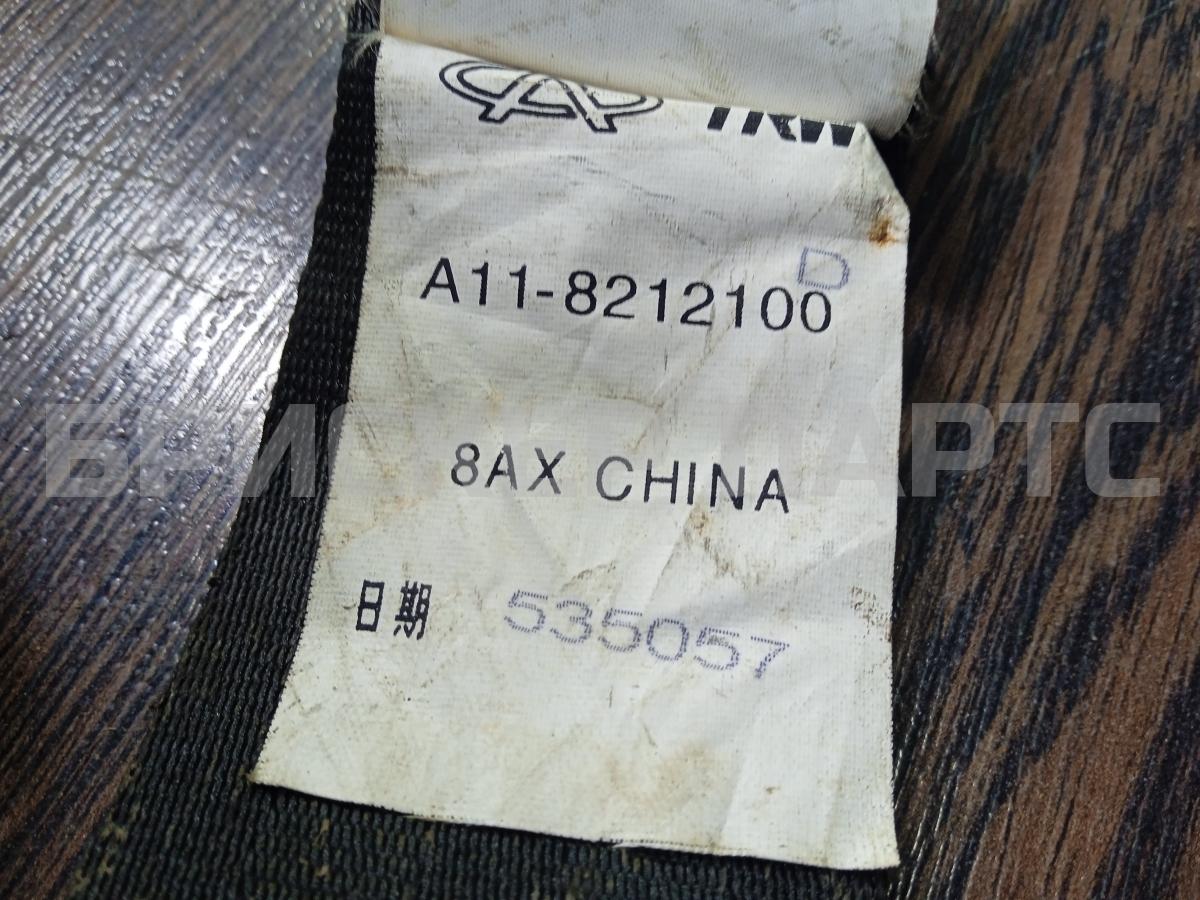 TRW
D
A11-8212100
8AX CHINA
日期 535057